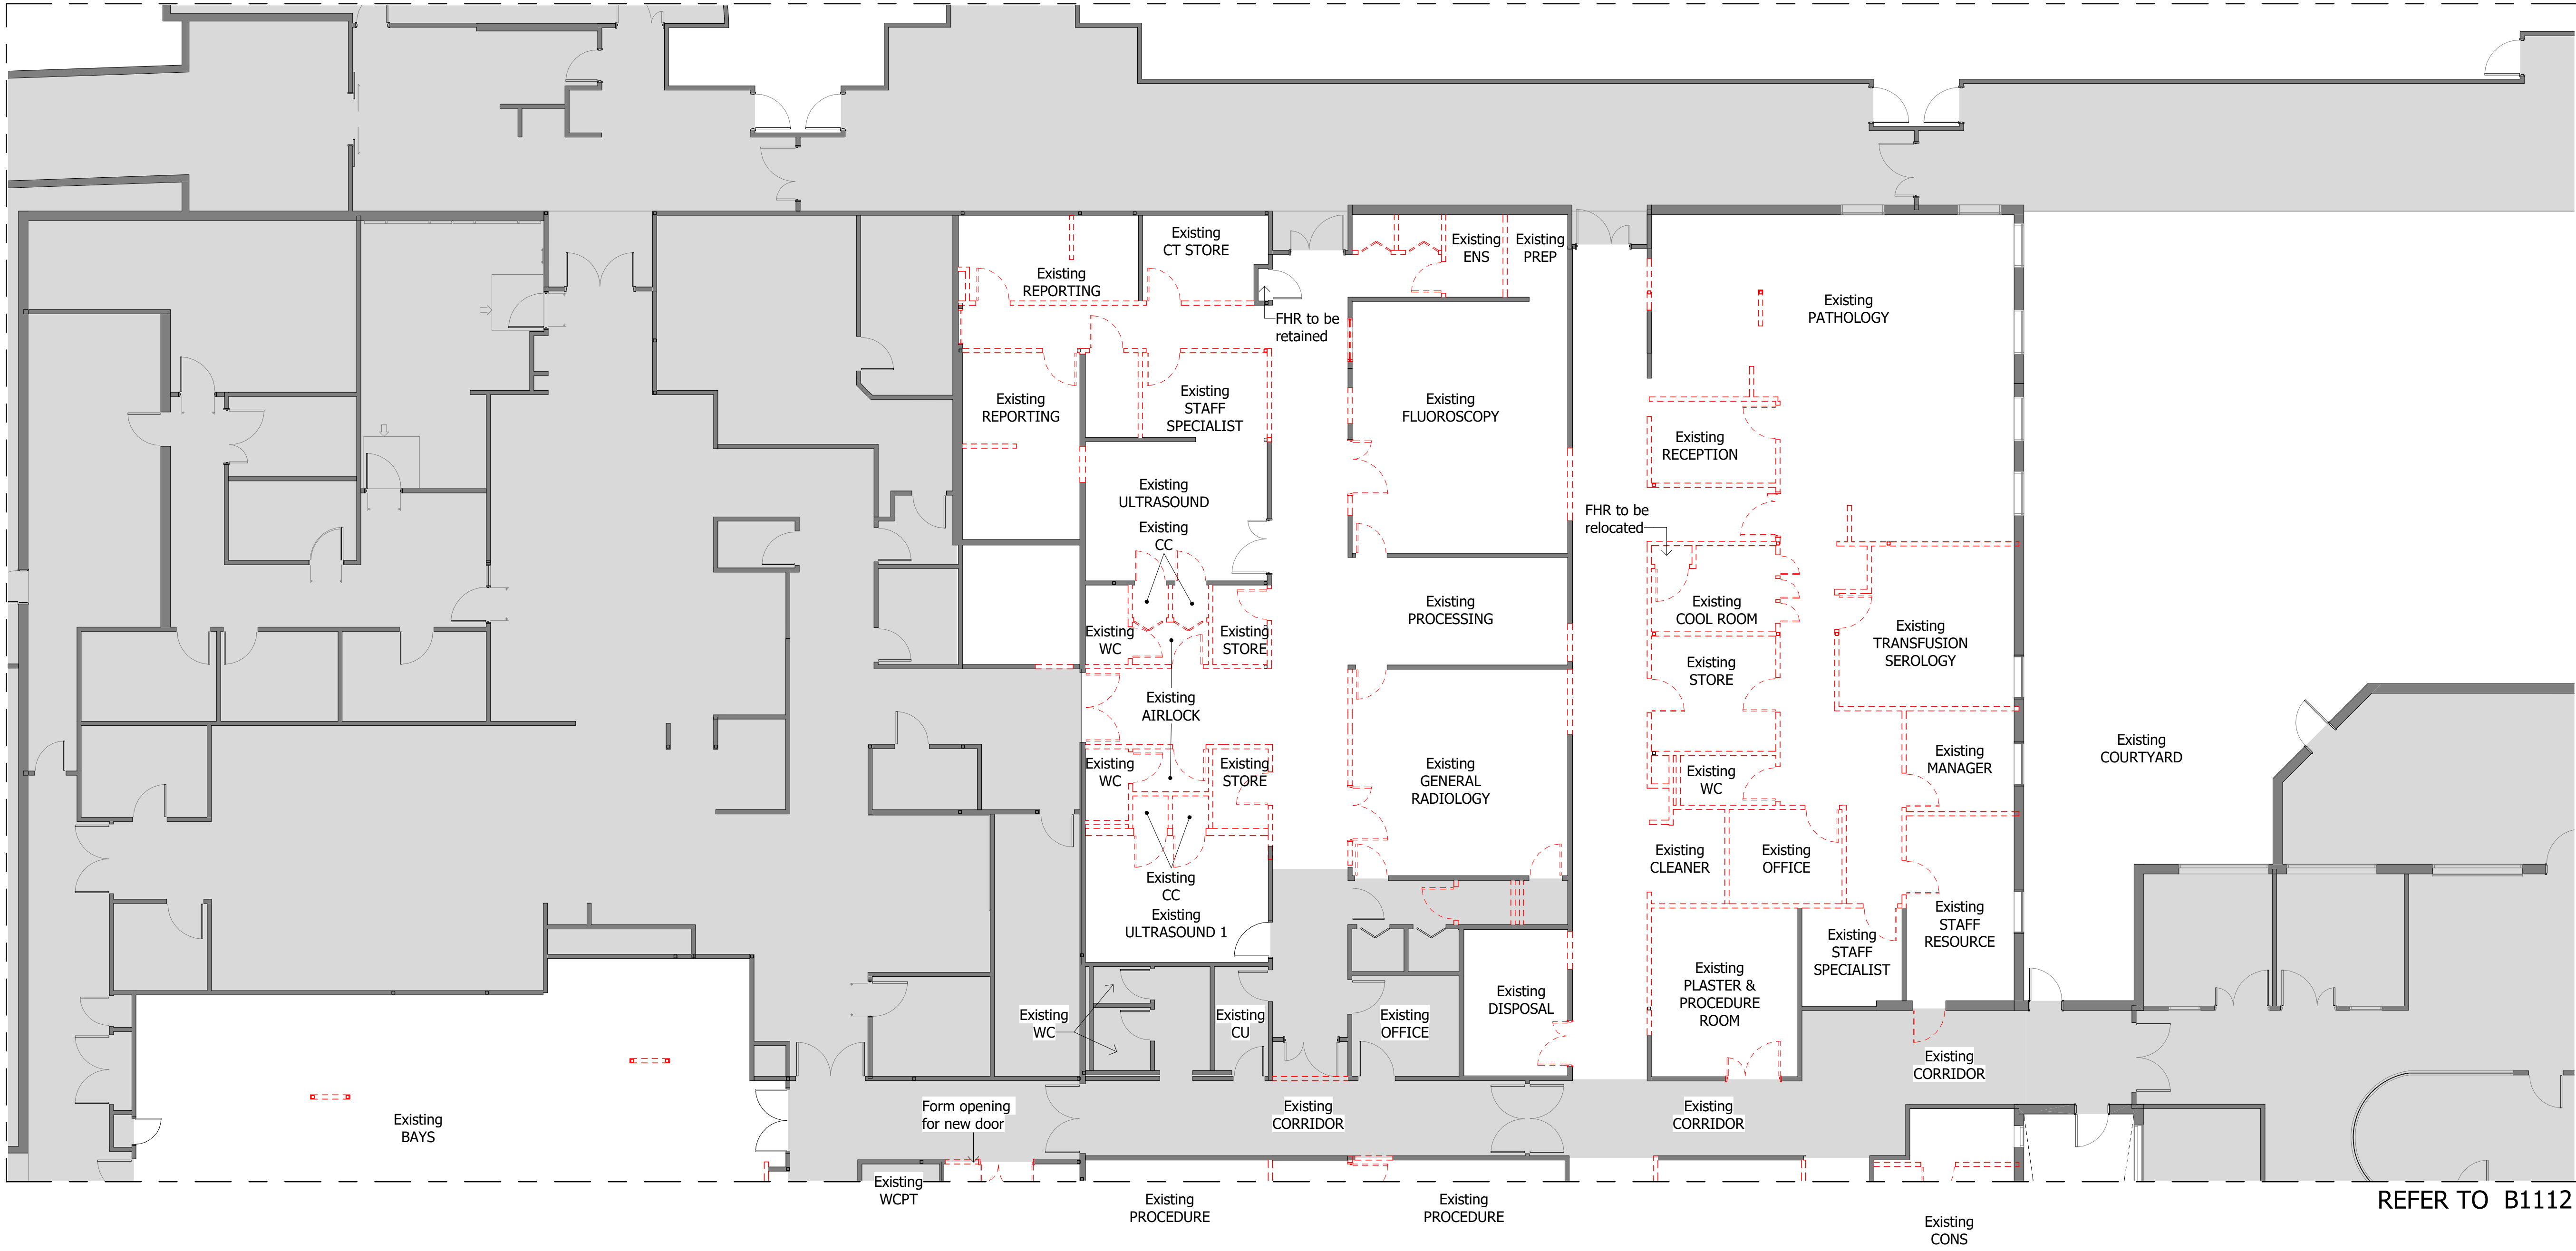 Existing
CT STORE
Existing
REPORTING
Existing
ENS
Existing
PREP
FHR to be
retained
Existing
PATHOLOGY
Existing
REPORTING
Existing
STAFF
SPECIALIST
Existing
FLUOROSCOPY
Existing
RECEPTION
Existing
ULTRASOUND
Existing
CC
FHR to be
relocated
Existing
WC
Existing
STORE
Existing
PROCESSING
Existing
COOL ROOM
Existing
TRANSFUSION
SEROLOGY
Existing
STORE
Existing
AIRLOCK
Existing
WC
Existing
STORE
Existing
GENERAL
RADIOLOGY
Existing
WC
Existing
MANAGER
Existing
COURTYARD
Existing
CC
Existing
ULTRASOUND 1
Existing
CLEANER
Existing
OFFICE
Existing
STAFF
RESOURCE
Existing
STAFF
SPECIALIST
Existing
WC
Existing
CU
Existing
OFFICE
Existing
DISPOSAL
Existing
PLASTER &
PROCEDURE
ROOM
Existing
CORRIDOR
Existing
BAYS
Form opening
for new door
Existing
CORRIDOR
Existing
CORRIDOR
Existing
WCPT
Existing
PROCEDURE
Existing
PROCEDURE
Existing
CONS
REFER TO B1112